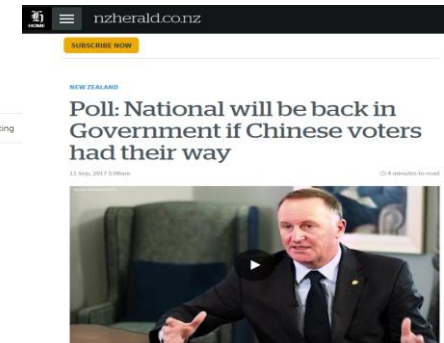 HOME
nzherald.co.nz
SUBSCRIBE NOW
NEW ZEALAND
Poll: National will be back in
Government if Chinese voters
had their way
11 Sep, 2017 5:00am
4 minutes to read